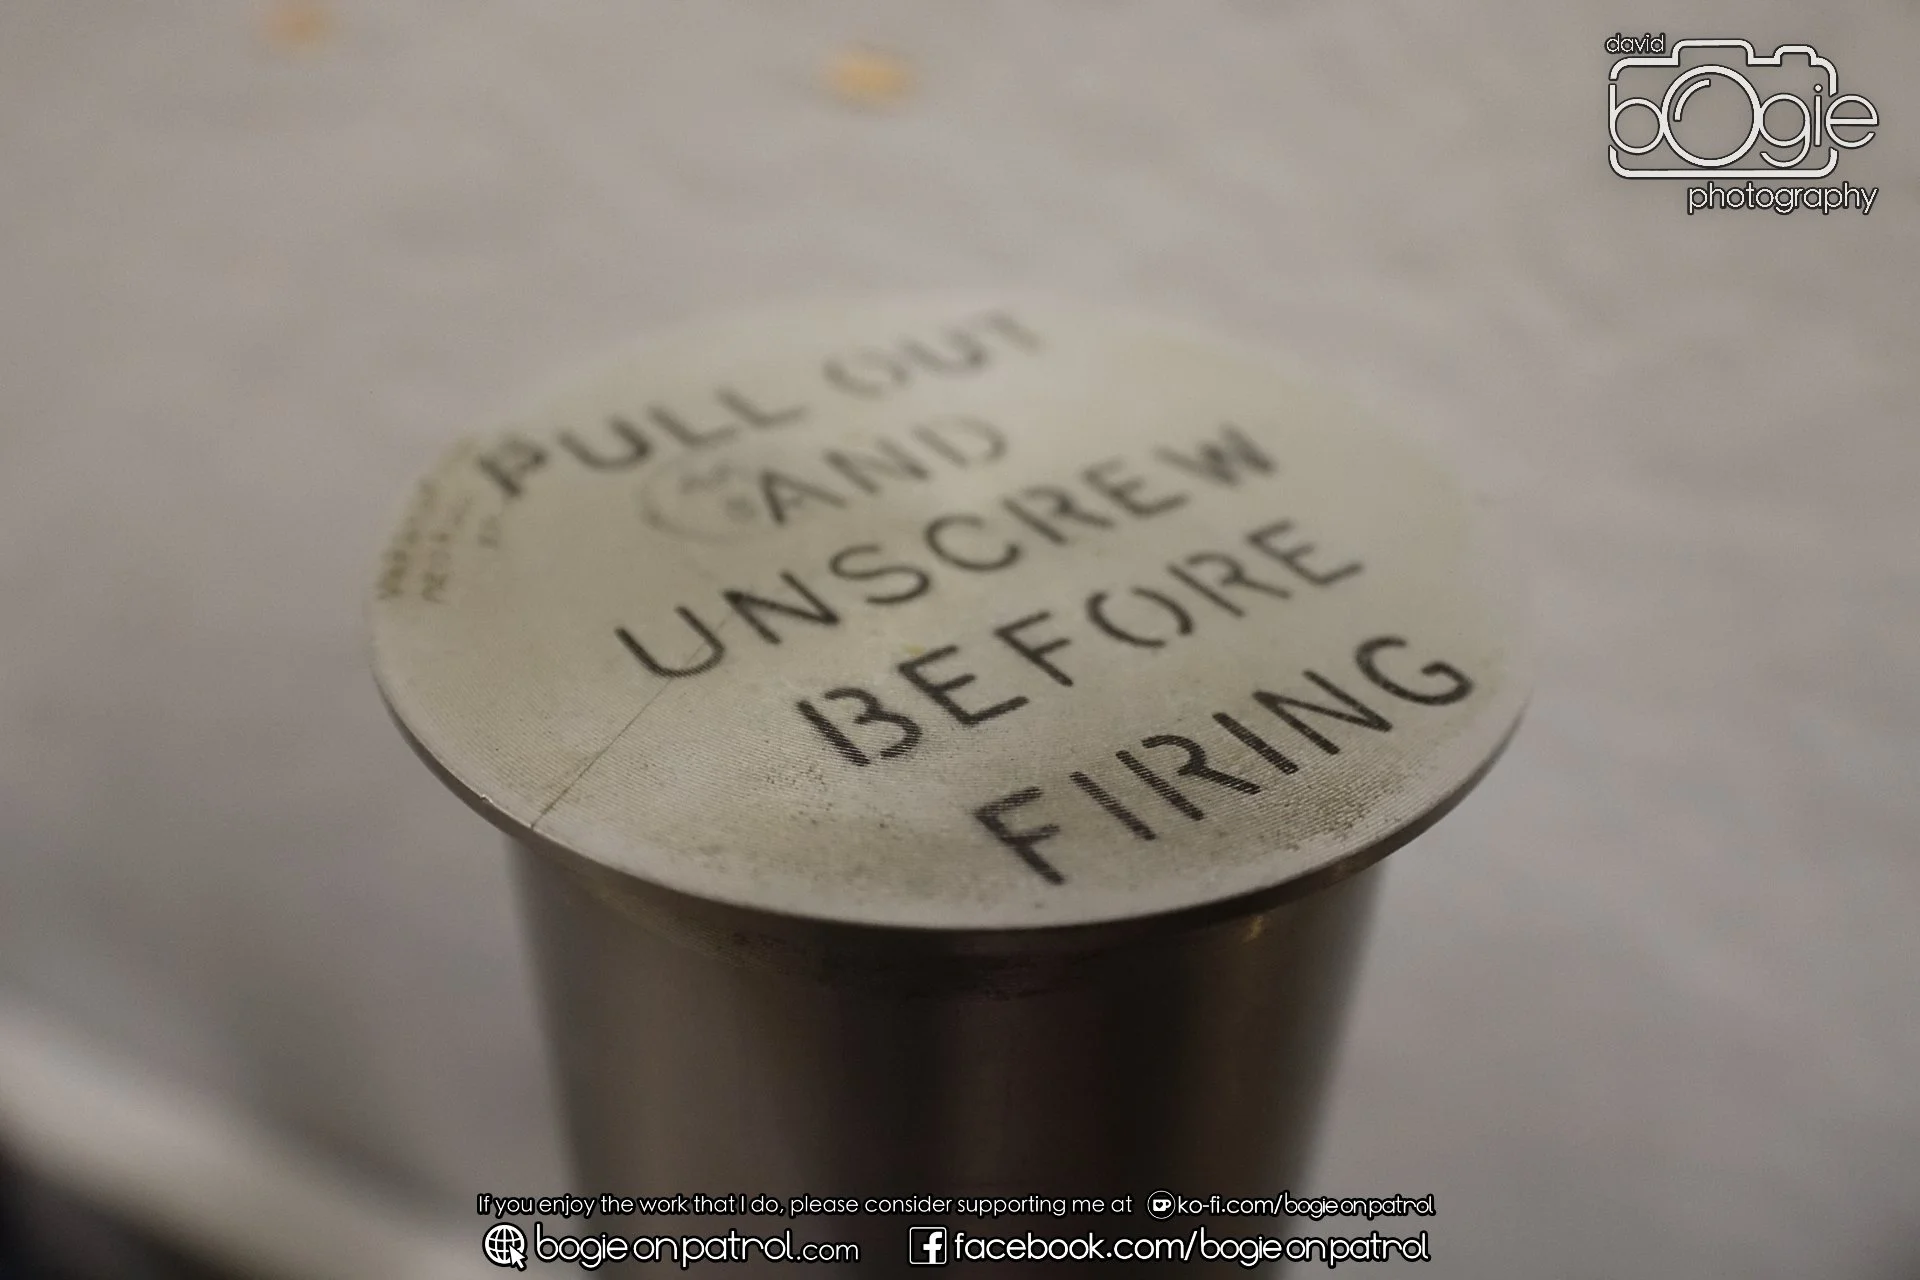 david
bogie
photography
PULL OUT
AND
UNSCREW
BEFORE
FIRING
If you enjoy the work that I do, please consider supporting me at ko-fi.com/bogieonpatrol
bogieonpatrol.com facebook.com/bogieonpatrol